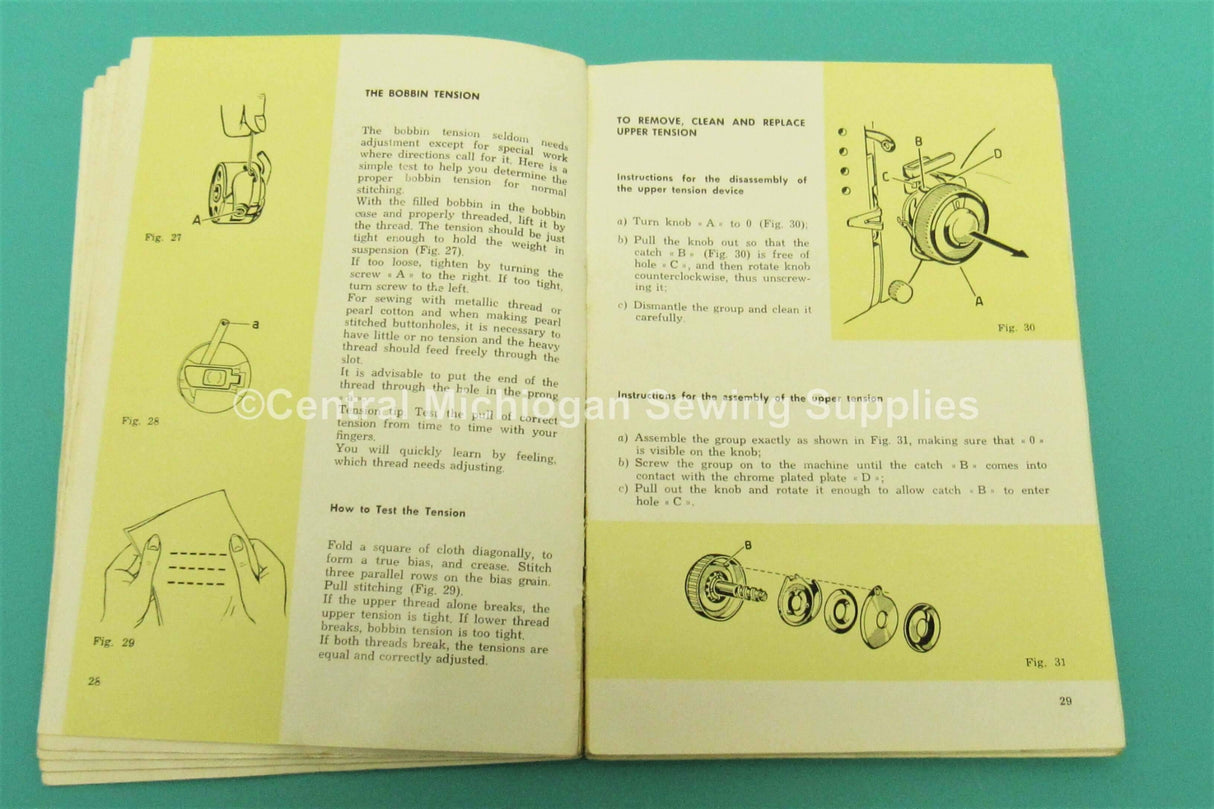 THE BOBBIN TENSION
The bobbin tension seldom needs
adjustment except for special work
where directions call for it. Here is a
simple test to help you determine the
proper bobbin tension for normal
stitching.
With the filled bobbin in the bobbin
case and properly threaded, lift it by
the thread. The tension should be just
tight enough to hold the weight in
suspension (Fig. 27).
If too loose, tighten by turning the
screw « A » to the right. If too tight,
turn screw to the left.
For sewing with metallic thread or
pearl cotton and when making pearl
stitched buttonholes, it is necessary to
have little or no tension and the heavy
thread should feed freely through the
slot.
It is advisable to put the end of the
thread through the hole in the prong
Tension tip. Test the pull of correct
tension from time to time with your
fingers.
You will quickly learn by feeling,
which thread needs adjusting.
How to Test the Tension
Fold a square of cloth diagonally, to
form a true bias, and crease. Stitch
three parallel rows on the bias grain.
Pull stitching (Fig. 29).
If the upper thread alone breaks, the
upper tension is tight. If lower thread
breaks, bobbin tension is too tight.
If both threads break, the tensions are
equal and correctly adjusted.
A
Fig. 27
a
Fig. 28
Fig. 29
28
TO REMOVE, CLEAN AND REPLACE
UPPER TENSION
Instructions for the disassembly of
the upper tension device
a) Turn knob « A » to 0 (Fig. 30);
b) Pull the knob out so that the
catch « B » (Fig. 30) is free of
hole « C », and then rotate knob
counterclockwise, thus unscrew-
ing it;
c) Dismantle the group and clean it
carefully.
B
D
C
A
Fig. 30
Instructions for the assembly of the upper tension
a) Assemble the group exactly as shown in Fig. 31, making sure that « 0 »
is visible on the knob;
b) Screw the group on to the machine until the catch « B » comes into
contact with the chrome plated plate « D »;
c) Pull out the knob and rotate it enough to allow catch « B » to enter
hole « C ».
B
Fig. 31
29
©Central Michiogan Sewing Supplies